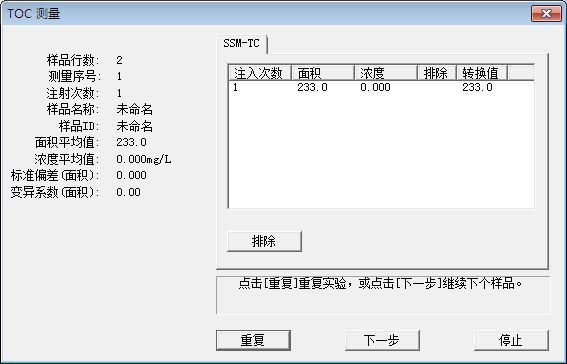 TOC 测量
样品行数: 2
测量序号: 1
注射次数: 1
样品名称: 未命名
样品ID: 未命名
面积平均值: 233.0
浓度平均值: 0.000mg/L
标准偏差(面积): 0.000
变异系数(面积): 0.00
SSM-TC
注入次数 面积 浓度 排除 转换值
1 233.0 0.000 233.0
排除
点击[重复]重复实验，或点击[下一步]继续下个样品。
重复 下一步 停止